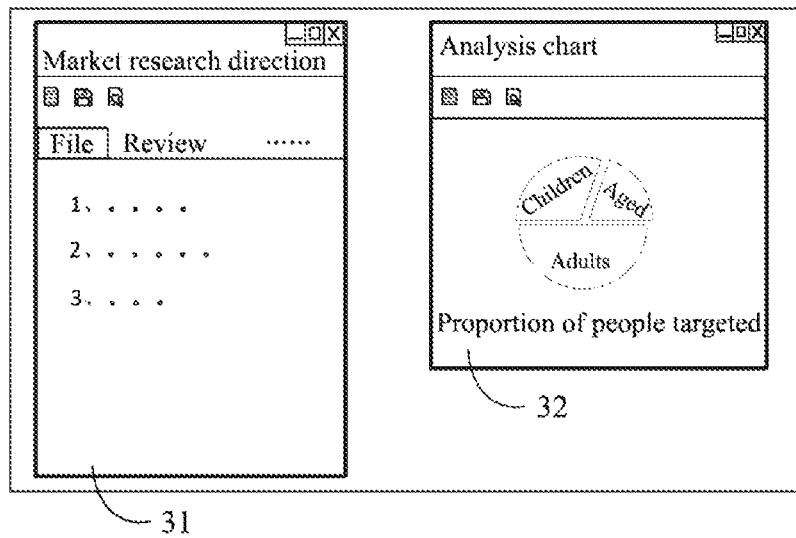 Market research direction
File Review ......
1、. . . .
2、. . . . .
3、. . . .
31
Analysis chart
Children
Aged
Adults
Proportion of people targeted
32